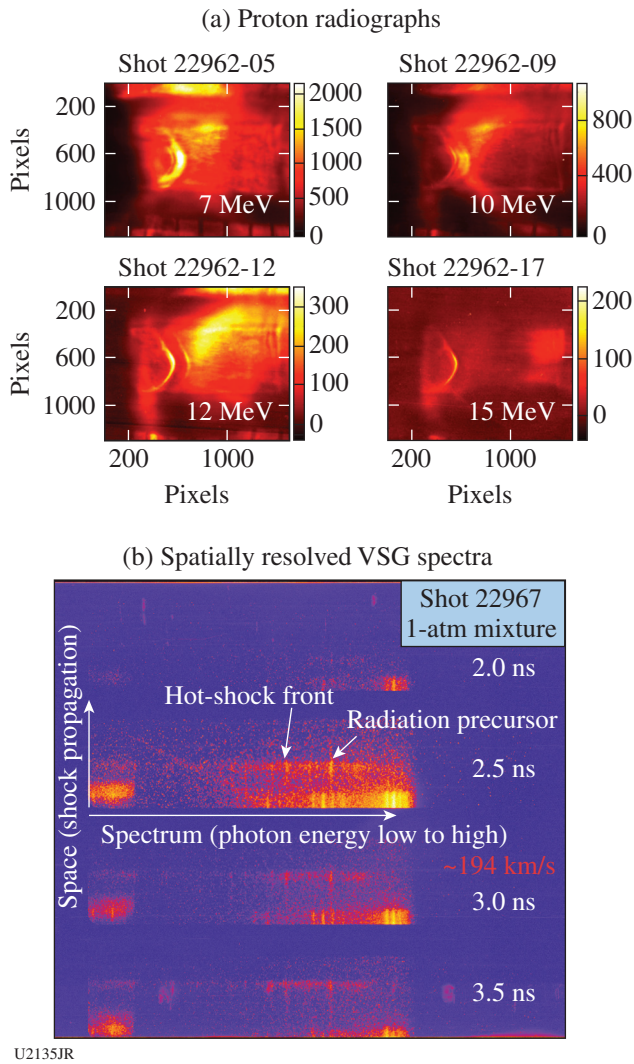 (a) Proton radiographs
Shot 22962-05
Shot 22962-09
Pixels
200
600
1000
7 MeV
2000
1500
1000
500
0
10 MeV
800
400
0
Shot 22962-12
Shot 22962-17
Pixels
200
600
1000
12 MeV
300
200
100
0
15 MeV
200
100
0
200
1000
200
1000
Pixels
Pixels
(b) Spatially resolved VSG spectra
Shot 22967
1-atm mixture
2.0 ns
Hot-shock front
Radiation precursor
2.5 ns
Space (shock propagation)
Spectrum (photon energy low to high)
~194 km/s
3.0 ns
3.5 ns
U2135JR